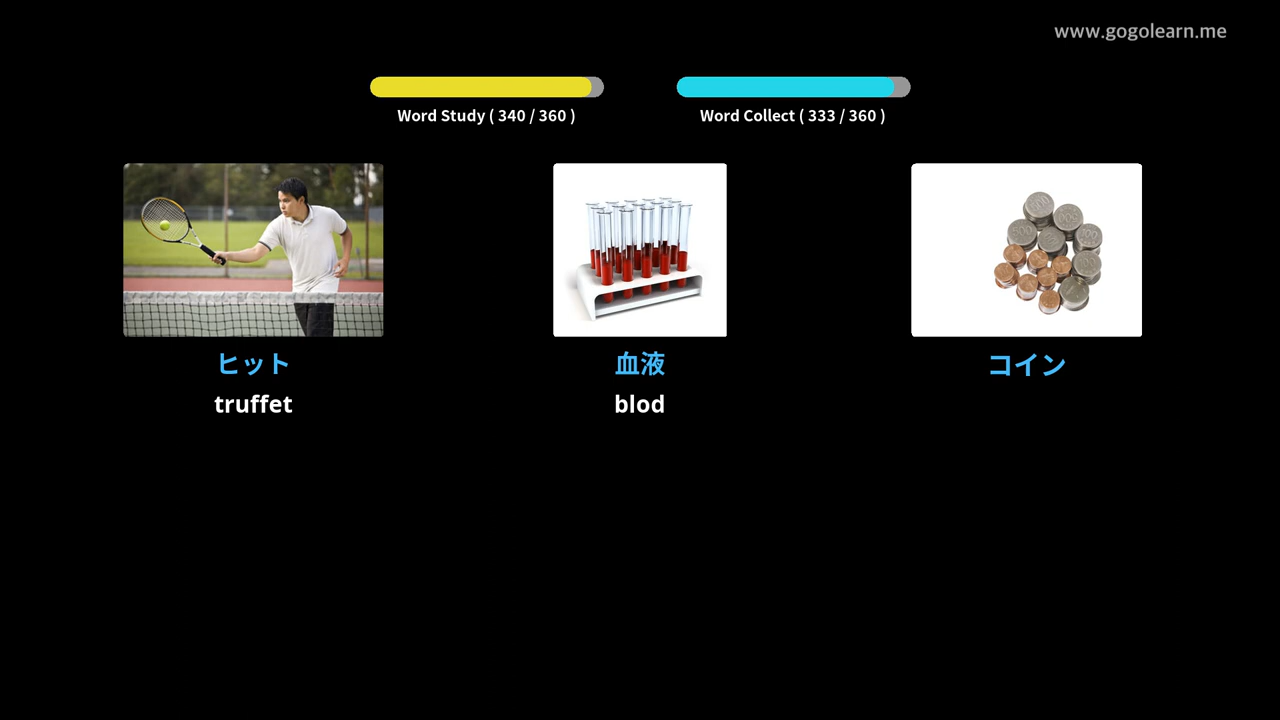 www.gogolearn.me
Word Study ( 340 / 360 )
Word Collect ( 333 / 360 )
ヒット
truffet
血液
blod
コイン